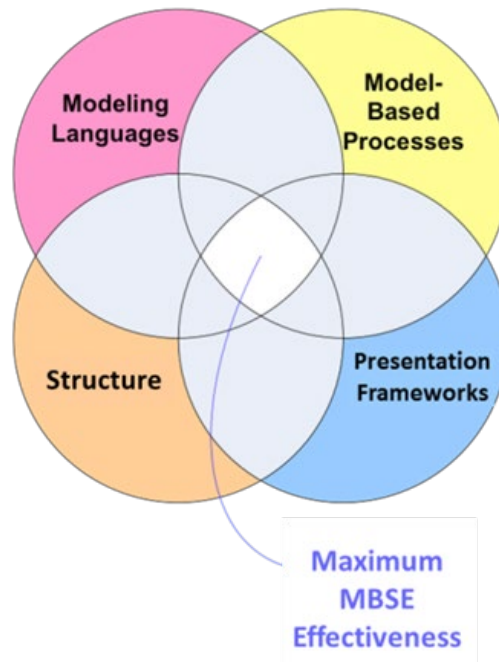 Modeling
Languages
Model-
Based
Processes
Structure
Presentation
Frameworks
Maximum
MBSE
Effectiveness